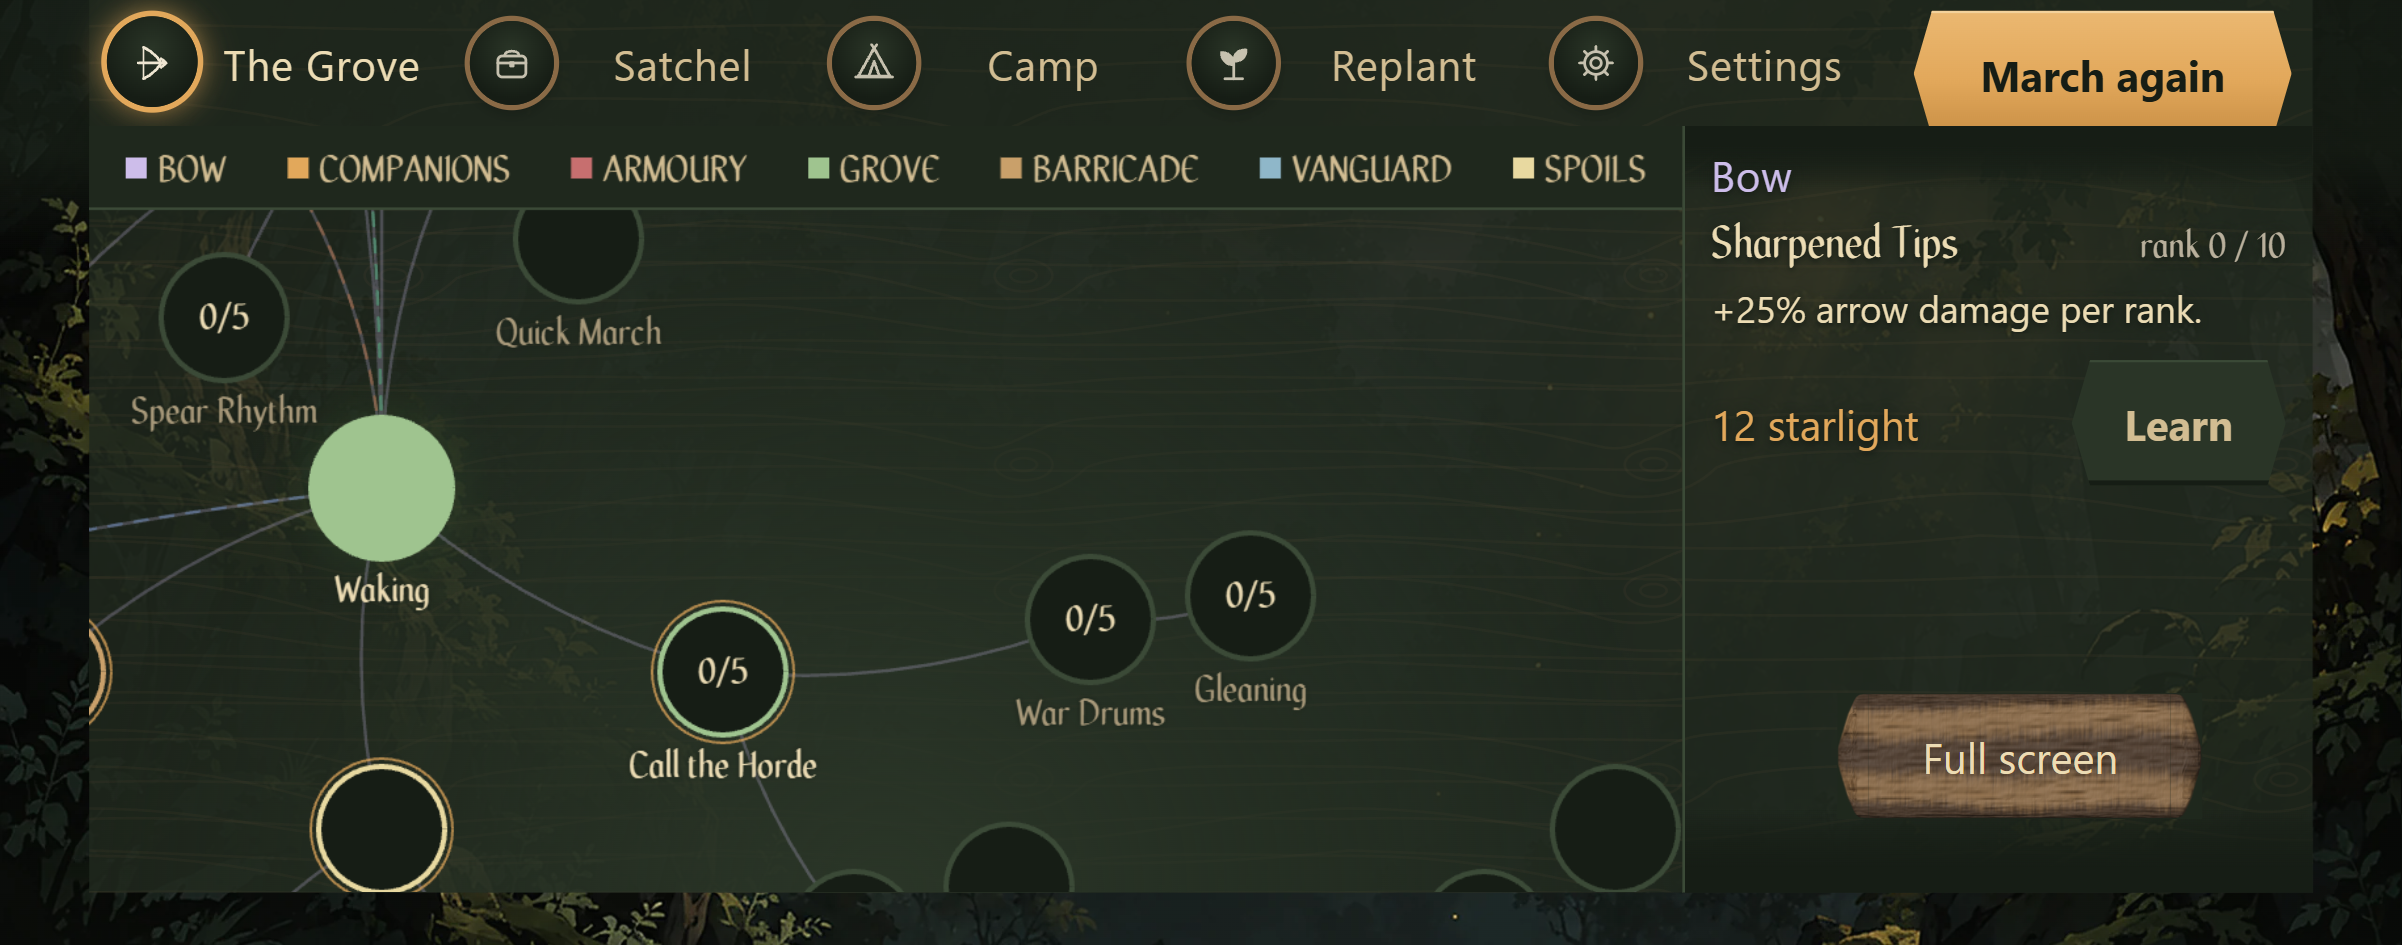 The Grove
Satchel
Camp
Replant
Settings
March again
BOW
COMPANIONS
ARMOURY
GROVE
BARRICADE
VANGUARD
SPOILS
Bow
Sharpened Tips
rank 0 / 10
+25% arrow damage per rank.
12 starlight
Learn
Full screen
0/5
Spear Rhythm
Quick March
Waking
0/5
Call the Horde
0/5
War Drums
0/5
Gleaning